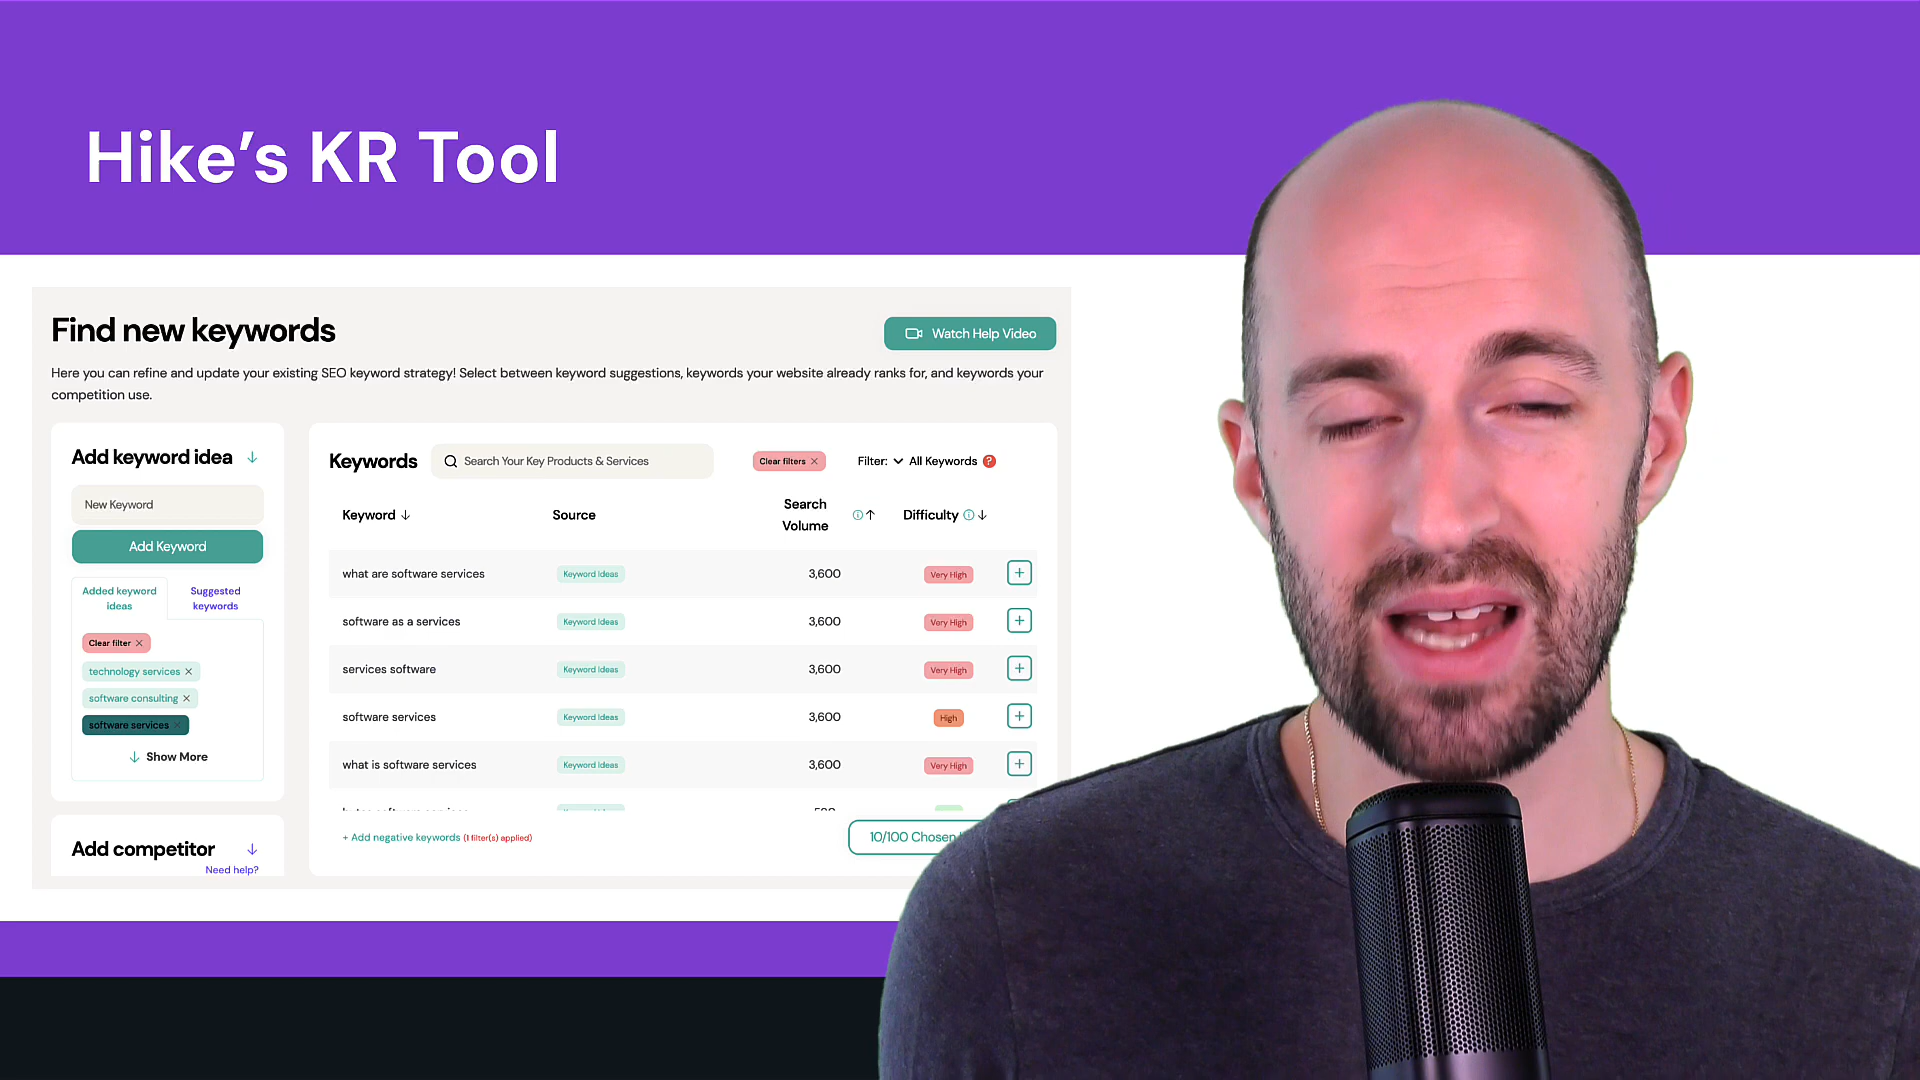 Hike's KR Tool
Find new keywords
Watch Help Video
Here you can refine and update your existing SEO keyword strategy! Select between keyword suggestions, keywords your website already ranks for, and keywords your
competition use.
Add keyword idea ↓
New Keyword
Add Keyword
Added keyword
ideas
Suggested
keywords
Clear filter ×
technology services ×
software consulting ×
software services ×
↓ Show More
Add competitor ↓
Need help?
Keywords
Search Your Key Products & Services
Clear filters ×
Filter: All Keywords ?
Keyword ↓
Source
Search
Volume
↑
Difficulty ↓
what are software services Keyword Ideas 3,600 Very High +
software as a services Keyword Ideas 3,600 Very High +
services software Keyword Ideas 3,600 Very High +
software services Keyword Ideas 3,600 High +
what is software services Keyword Ideas 3,600 Very High +
+ Add negative keywords (1 filter(s) applied)
10/100 Chosen